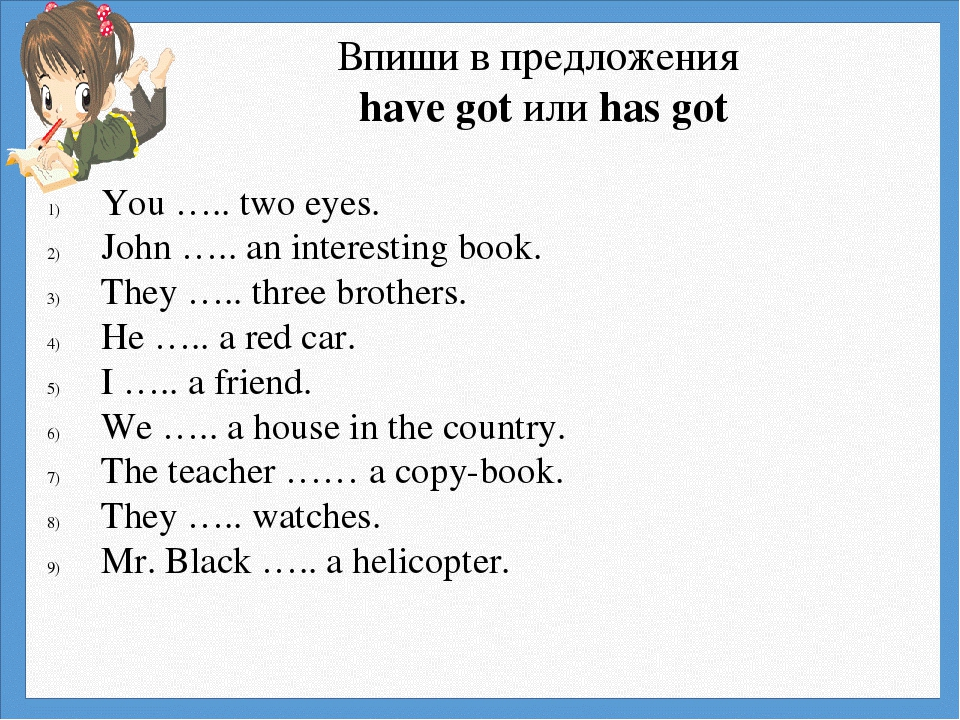 Впиши в предложения
have got или has got
1) You ….. two eyes.
2) John ….. an interesting book.
3) They ….. three brothers.
4) He ….. a red car.
5) I ….. a friend.
6) We ….. a house in the country.
7) The teacher …… a copy-book.
8) They ….. watches.
9) Mr. Black ….. a helicopter.